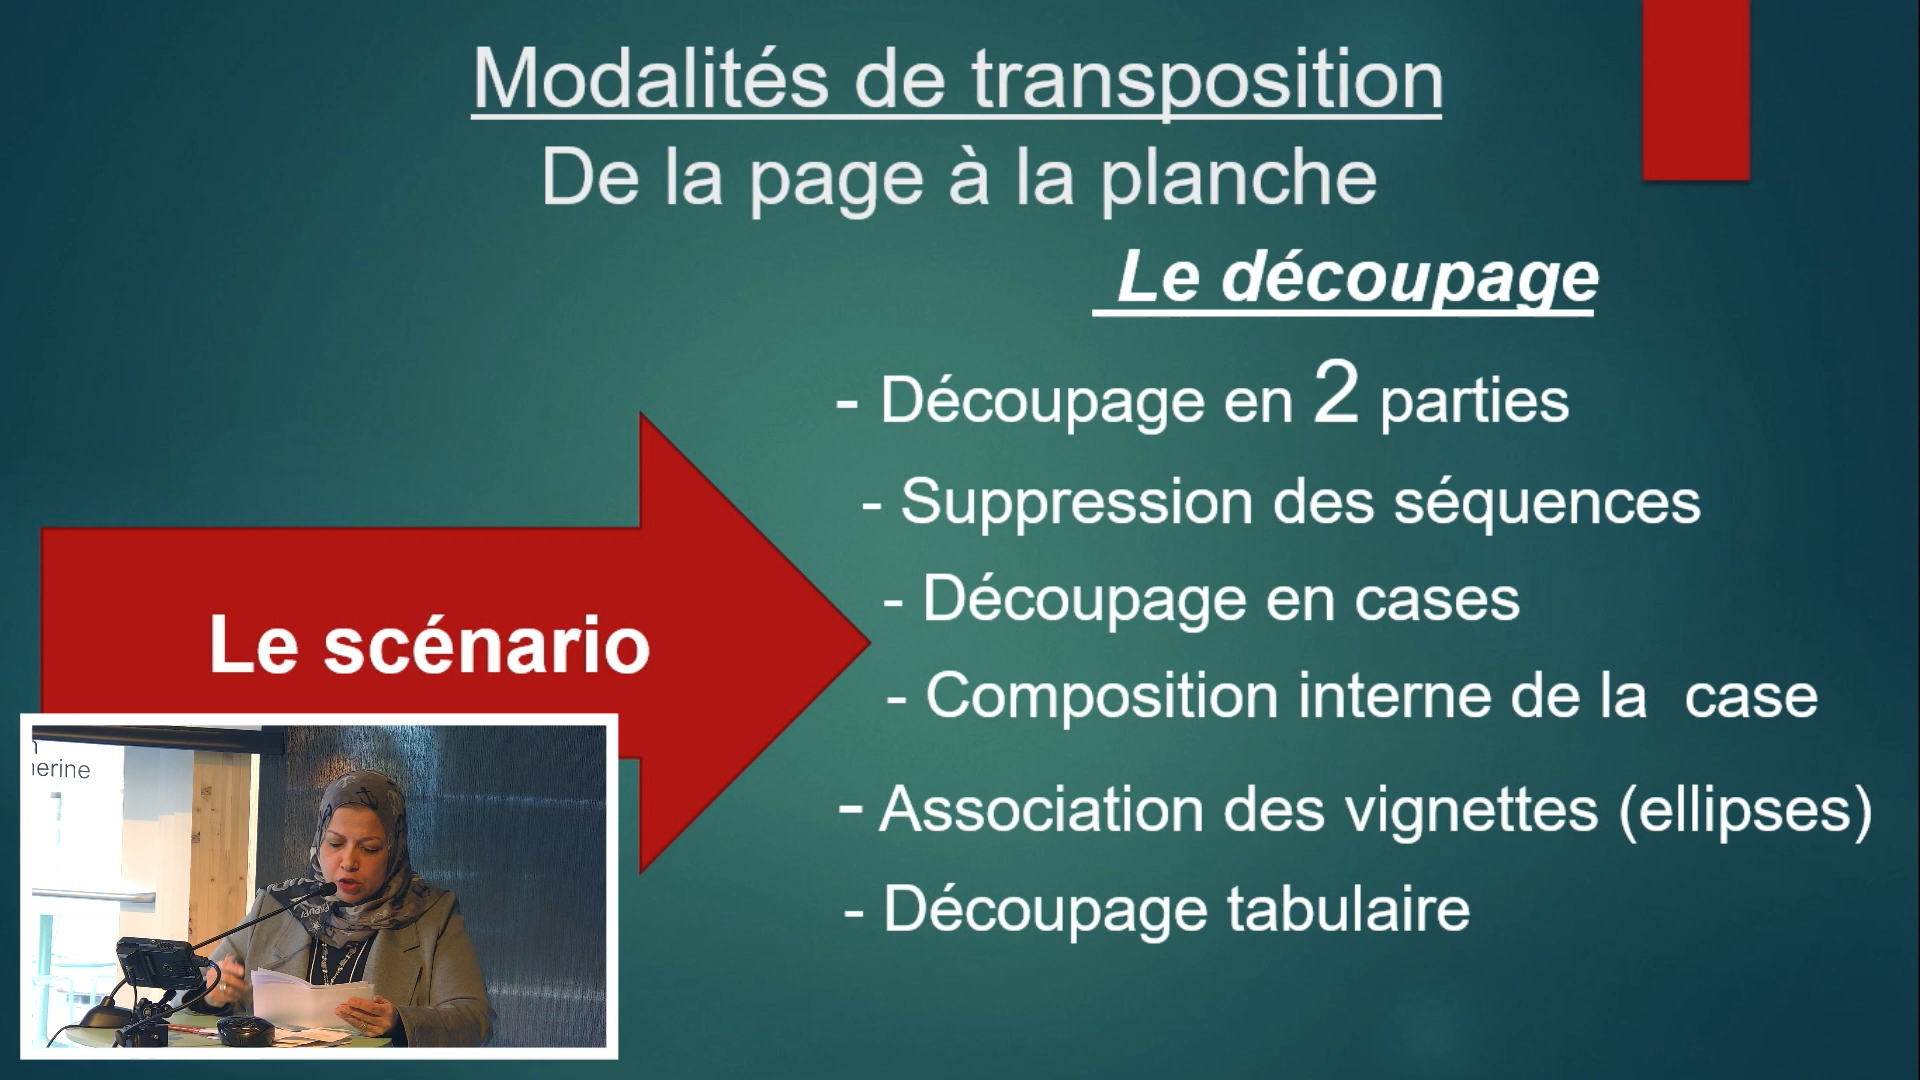 Modalités de transposition
De la page à la planche
Le découpage
- Découpage en 2 parties
- Suppression des séquences
- Découpage en cases
Le scénario
- Composition interne de la case
- Association des vignettes (ellipses)
- Découpage tabulaire